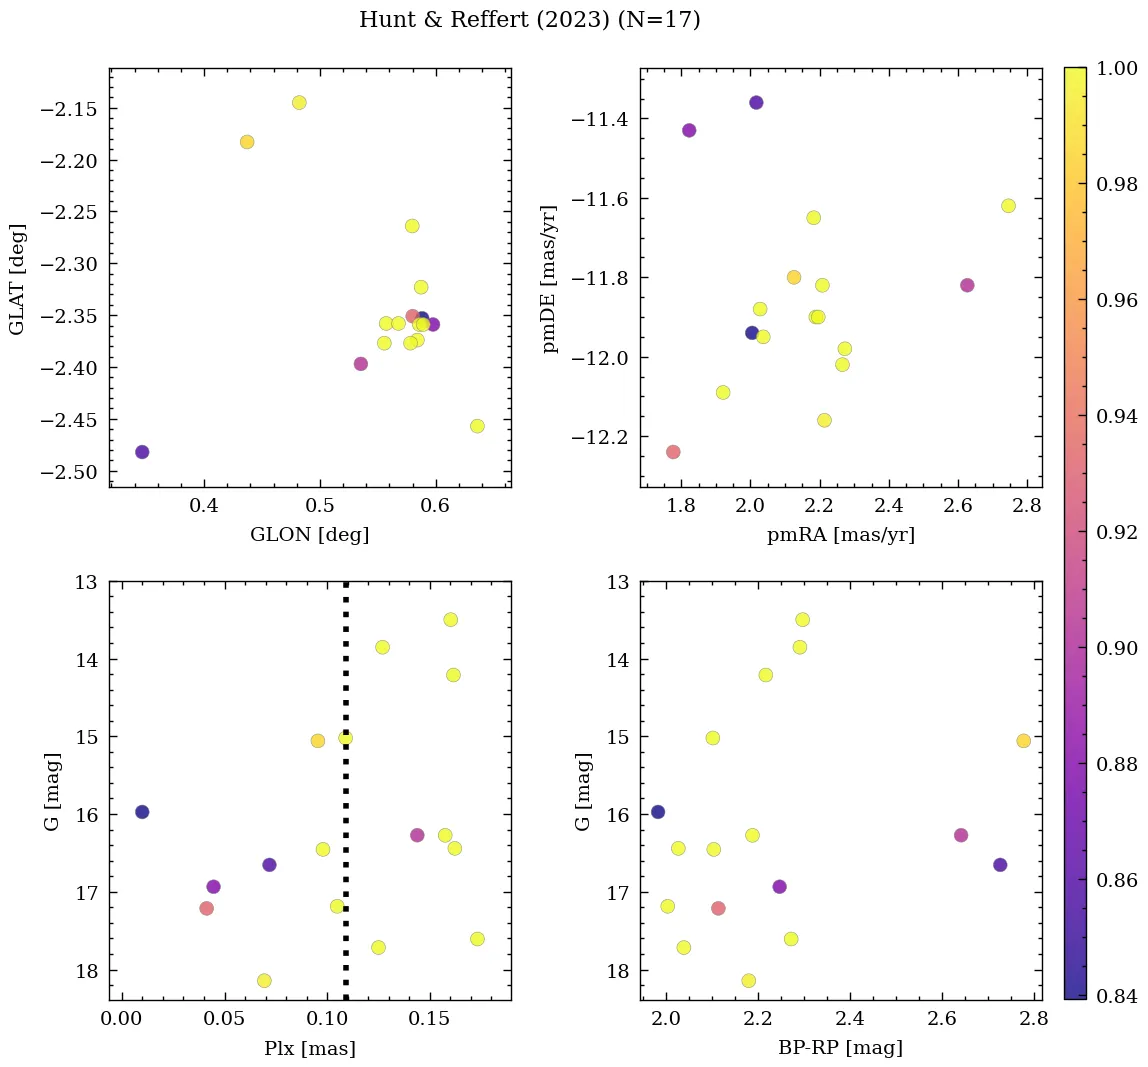 Hunt & Reffert (2023) (N=17)
−2.15
−2.20
−2.25
−2.30
−2.35
−2.40
−2.45
−2.50
GLAT [deg]
0.4 0.5 0.6
GLON [deg]
−11.4
−11.6
−11.8
−12.0
−12.2
pmDE [mas/yr]
1.8 2.0 2.2 2.4 2.6 2.8
pmRA [mas/yr]
13
14
15
16
17
18
G [mag]
0.00 0.05 0.10 0.15
Plx [mas]
13
14
15
16
17
18
G [mag]
2.0 2.2 2.4 2.6 2.8
BP-RP [mag]
1.00
0.98
0.96
0.94
0.92
0.90
0.88
0.86
0.84